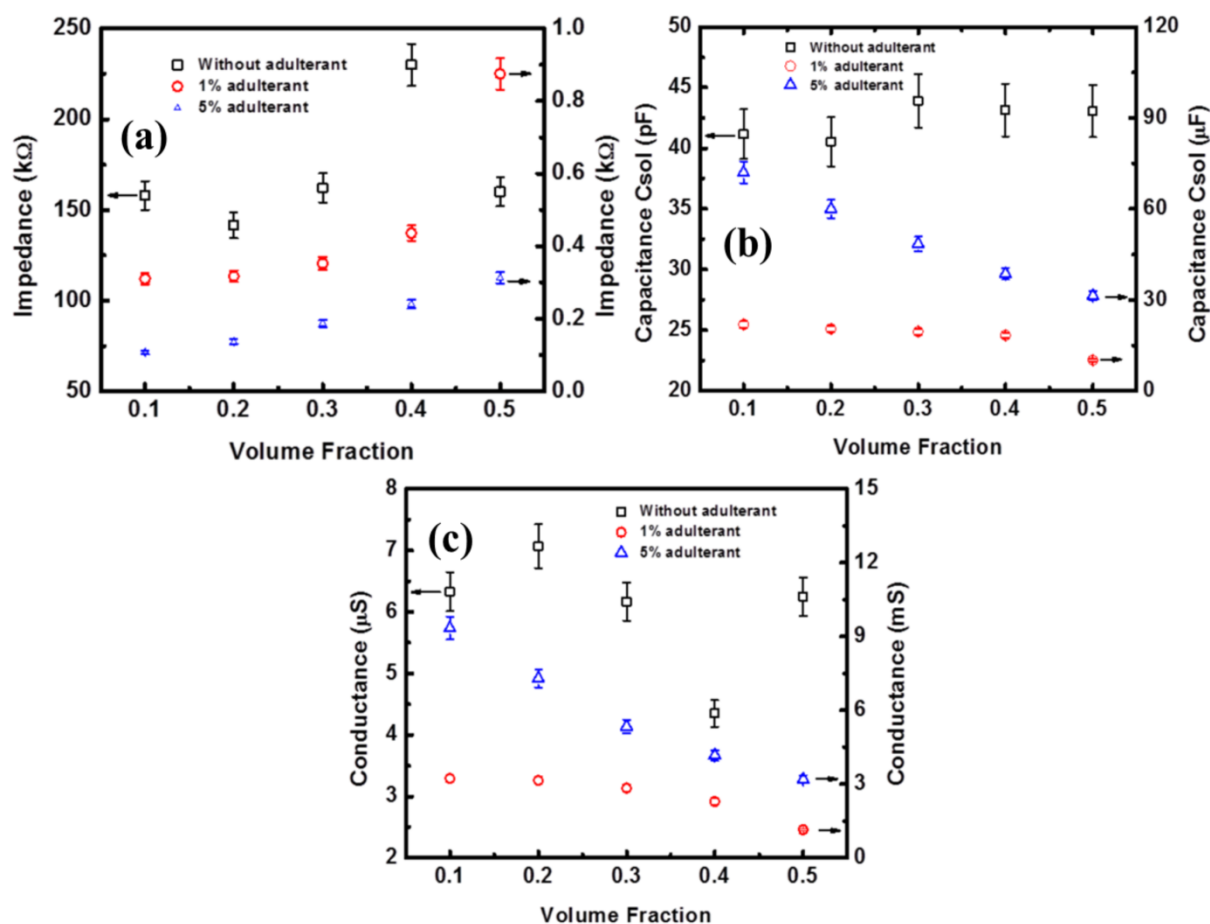 (a)
Without adulterant
1% adulterant
5% adulterant
Impedance (kΩ)
250
200
150
100
50
Impedance (kΩ)
1.0
0.8
0.6
0.4
0.2
0.0
0.1 0.2 0.3 0.4 0.5
Volume Fraction
(b)
Without adulterant
1% adulterant
5% adulterant
Capacitance Csol (pF)
50
45
40
35
30
25
20
Capacitance Csol (μF)
120
90
60
30
0
0.1 0.2 0.3 0.4 0.5
Volume Fraction
(c)
Without adulterant
1% adulterant
5% adulterant
Conductance (μS)
8
7
6
5
4
3
2
Conductance (mS)
15
12
9
6
3
0
0.1 0.2 0.3 0.4 0.5
Volume Fraction